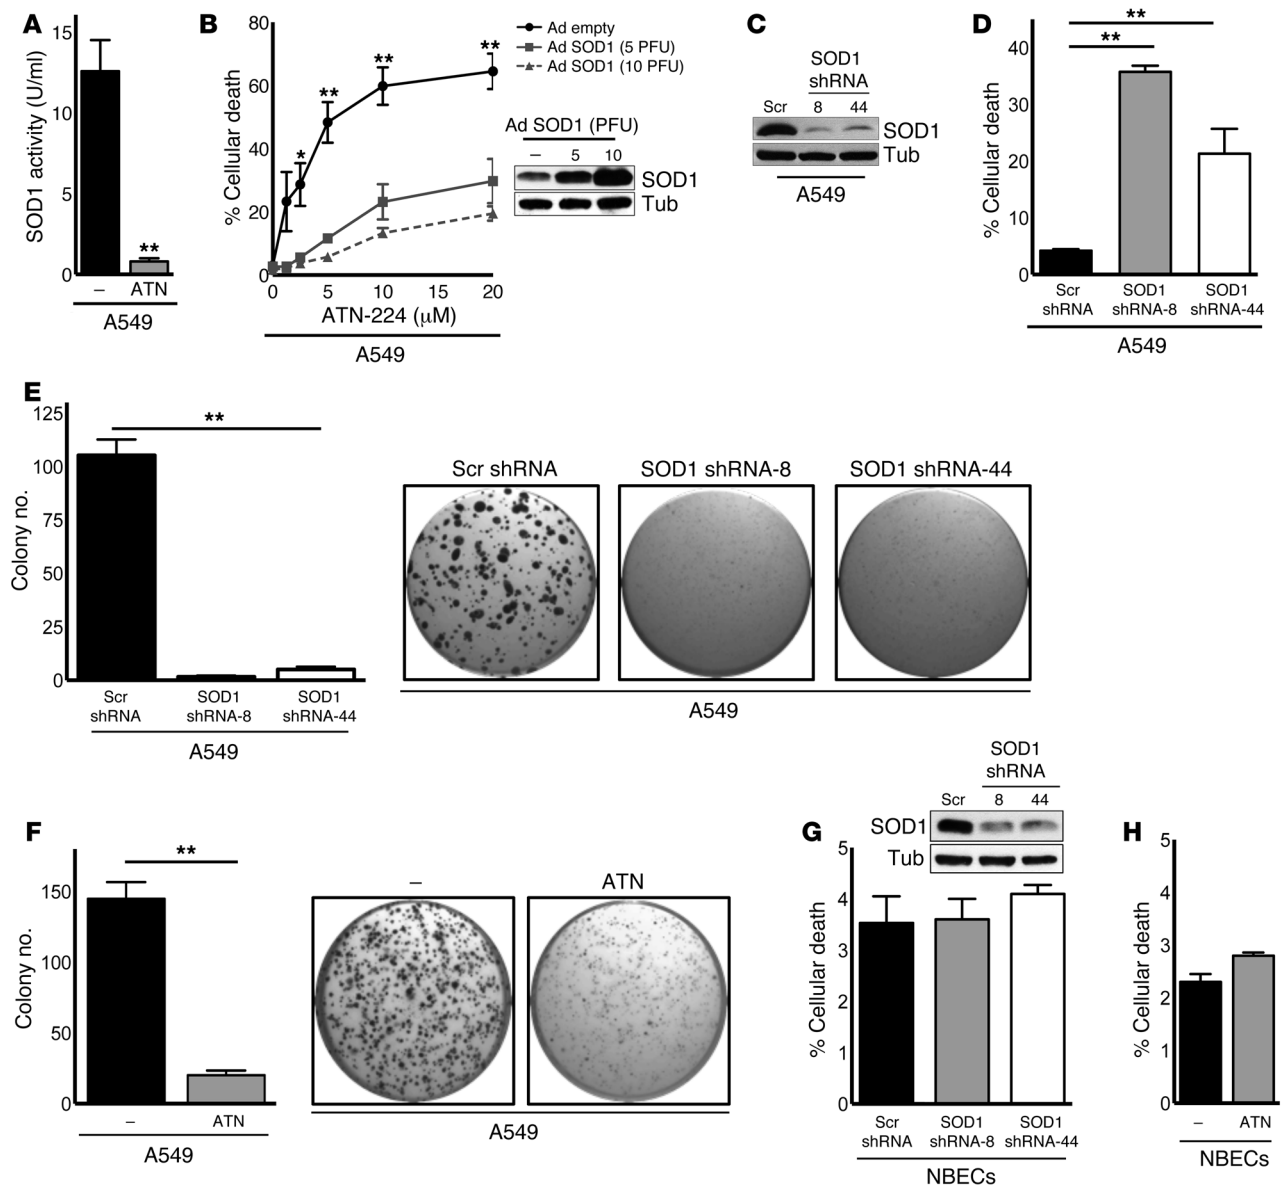 A
SOD1 activity (U/ml)
15
10
5
0
– ATN
**
A549
B
% Cellular death
80
60
40
20
0
0 5 10 15 20
ATN-224 (μM)
A549
* ** ** **
Ad empty
Ad SOD1 (5 PFU)
Ad SOD1 (10 PFU)
Ad SOD1 (PFU)
– 5 10
SOD1
Tub
C
SOD1
shRNA
Scr 8 44
SOD1
Tub
A549
D
% Cellular death
40
30
20
10
0
**
**
Scr SOD1 SOD1
shRNA shRNA-8 shRNA-44
A549
E
Colony no.
125
100
75
50
25
0
**
Scr SOD1 SOD1
shRNA shRNA-8 shRNA-44
A549
Scr shRNA SOD1 shRNA-8 SOD1 shRNA-44
A549
F
Colony no.
150
100
50
0
**
– ATN
A549
– ATN
A549
G
SOD1
shRNA
Scr 8 44
SOD1
Tub
% Cellular death
5
4
3
2
1
0
Scr SOD1 SOD1
shRNA shRNA-8 shRNA-44
NBECs
H
% Cellular death
5
4
3
2
1
0
– ATN
NBECs